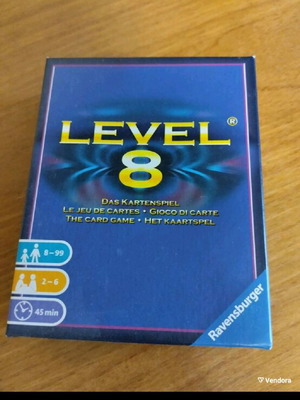 LEVEL®
8
DAS KARTENSPIEL
LE JEU DE CARTES • GIOCO DI CARTE
THE CARD GAME • HET KAARTSPEL
8-99
2-6
45 min
Ravensburger
Vendora